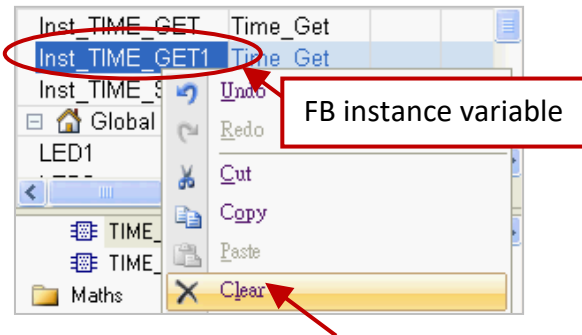 Inst_TIME_GET Time_Get
Inst_TIME_GET1 Time_Get
Inst_TIME_S
Undo
FB instance variable
Global
Redo
LED1
Cut
Copy
TIME_
Paste
TIME_
Maths
Clear